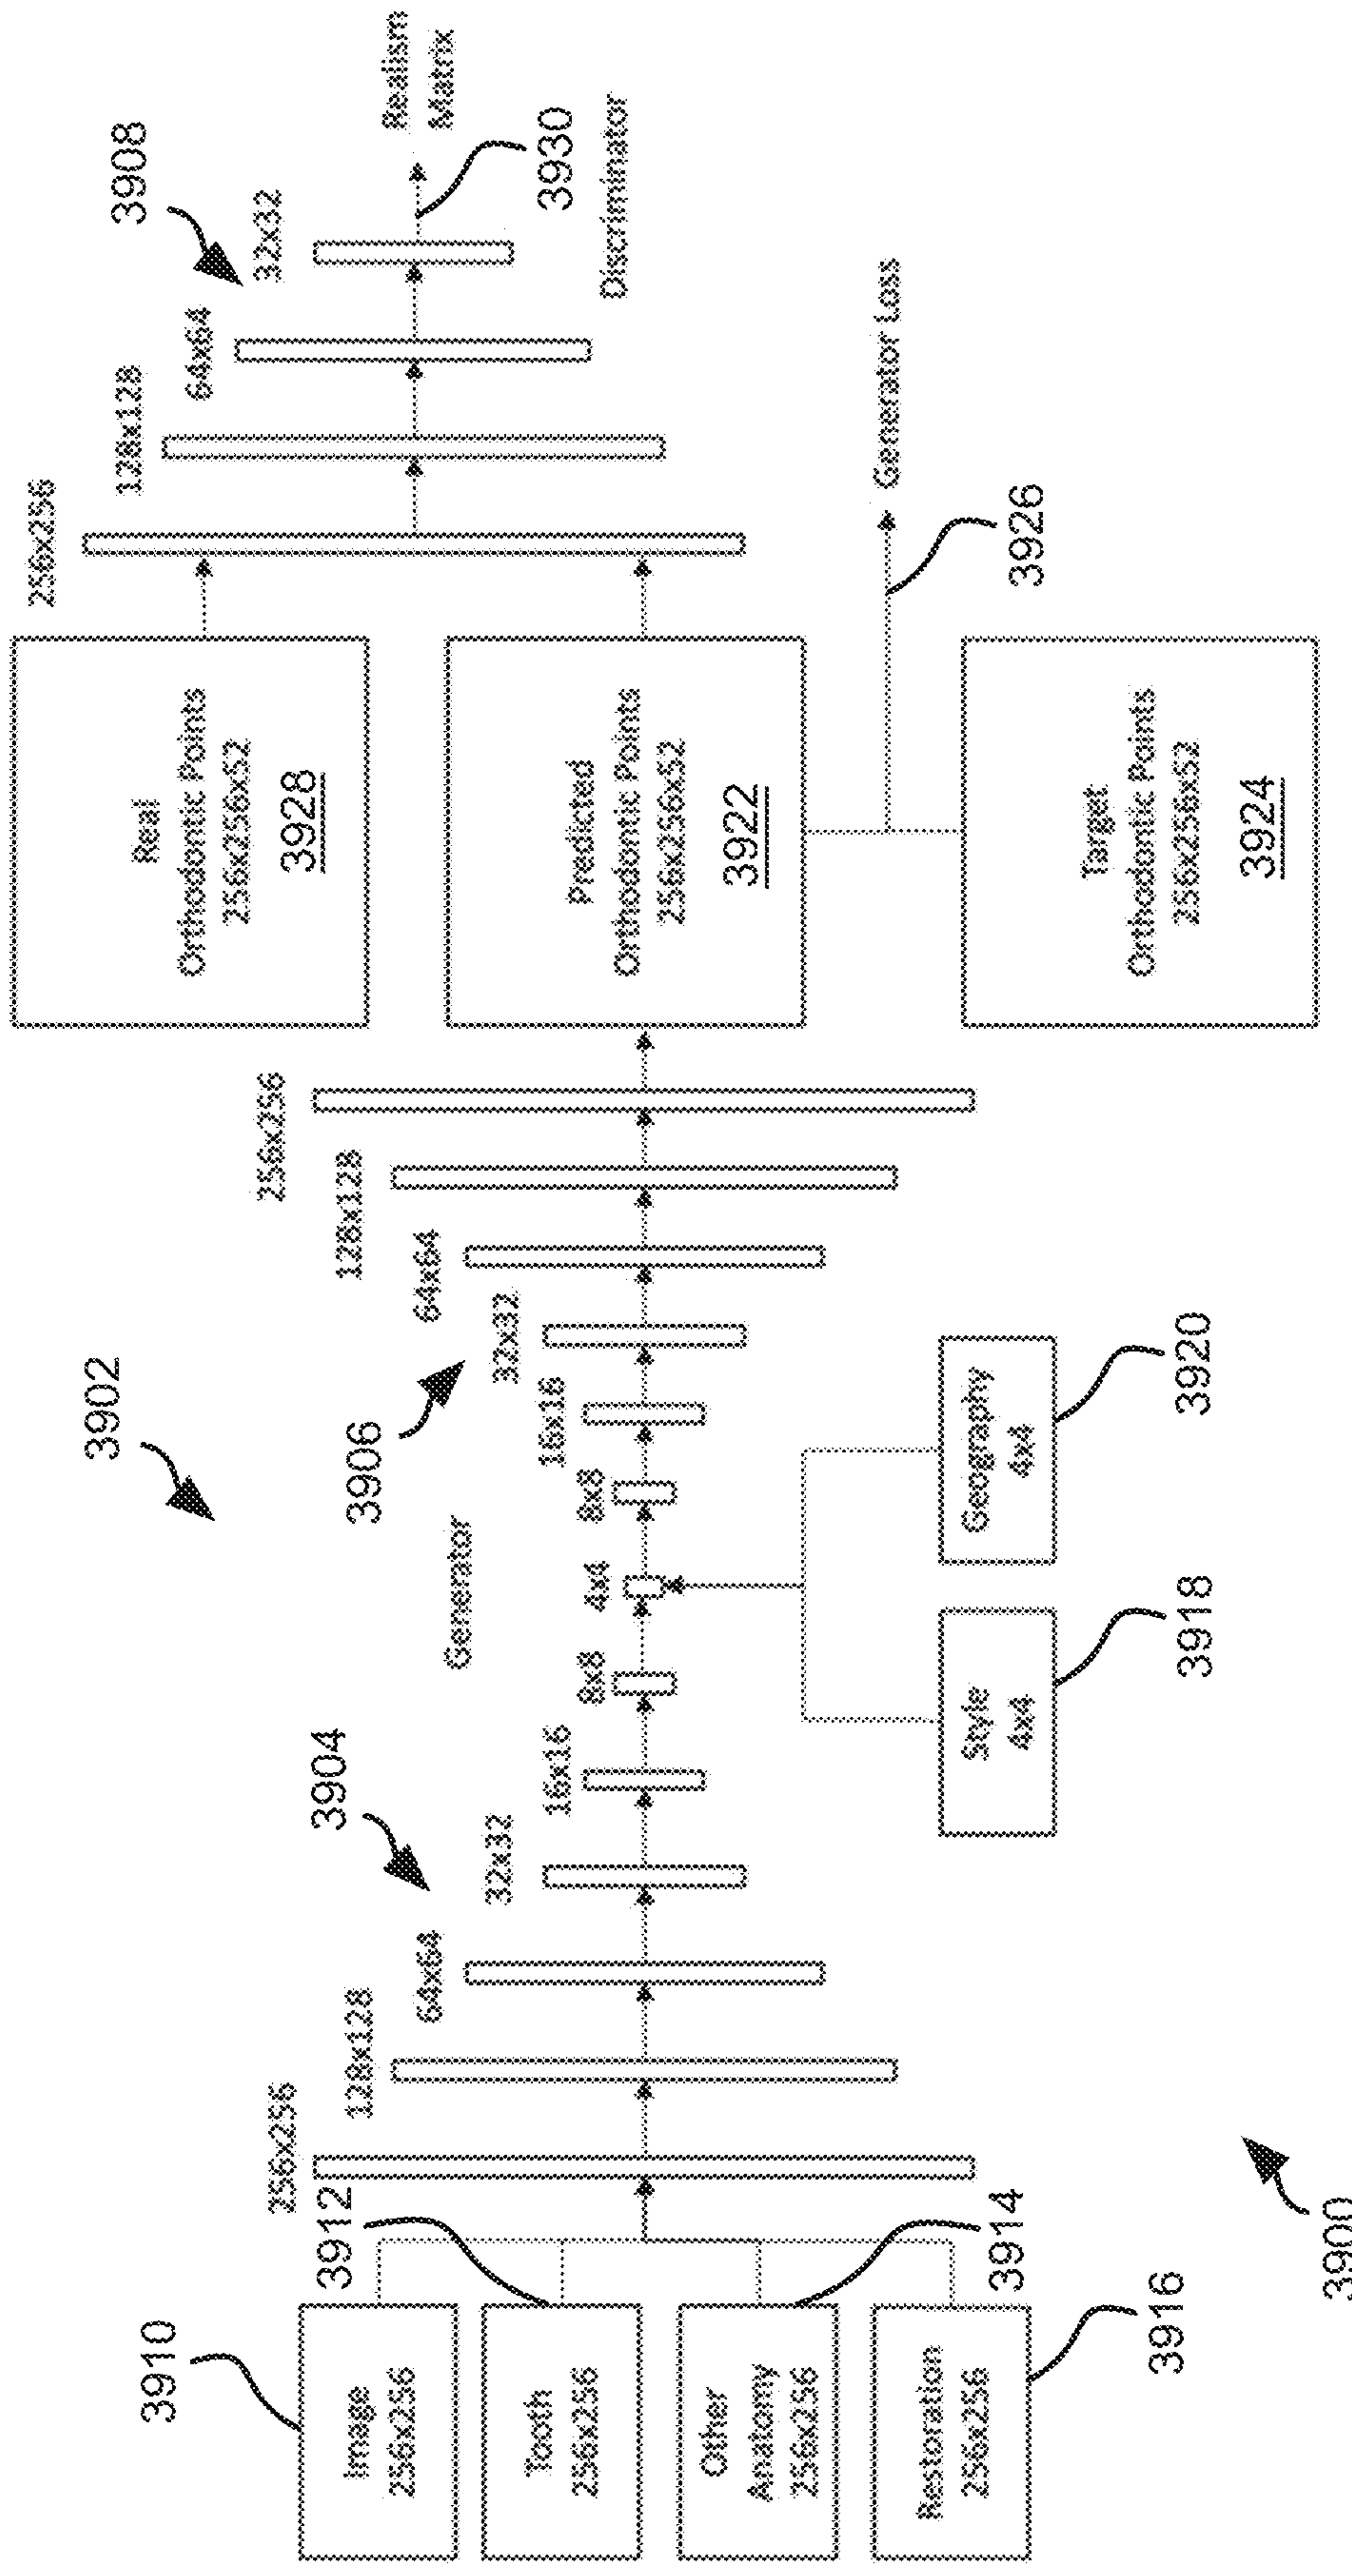 3910
Image
256x256
3912
Tooth
256x256
Other
Anatomy
256x256
3914
Restoration
256x256
3916
3900
256x256
128x128
64x64
32x32
16x16
8x8
4x4
8x8
16x16
32x32
64x64
128x128
256x256
3904
Generator
3902
3906
Style
4x4
3918
Geography
4x4
3920
Real
Orthodontic Points
256x256x52
3928
Predicted
Orthodontic Points
256x256x52
3922
Target
Orthodontic Points
256x256x52
3924
3926
Generator Loss
256x256
128x128
64x64
32x32
3908
3930
Realism
Matrix
Discriminator